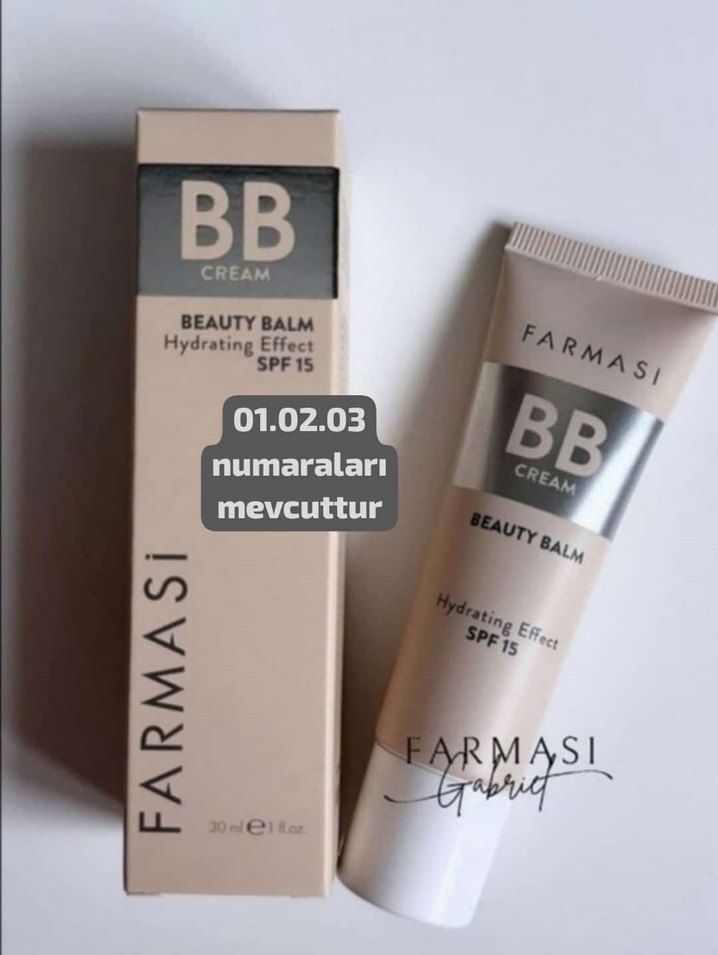 BB
CREAM
BEAUTY BALM
Hydrating Effect
SPF 15
FARMASİ
30 ml e 1 fl.oz.
01.02.03
numaraları
mevcuttur
FARMASI
BB
CREAM
BEAUTY BALM
Hydrating Effect
SPF 15
FARMASI